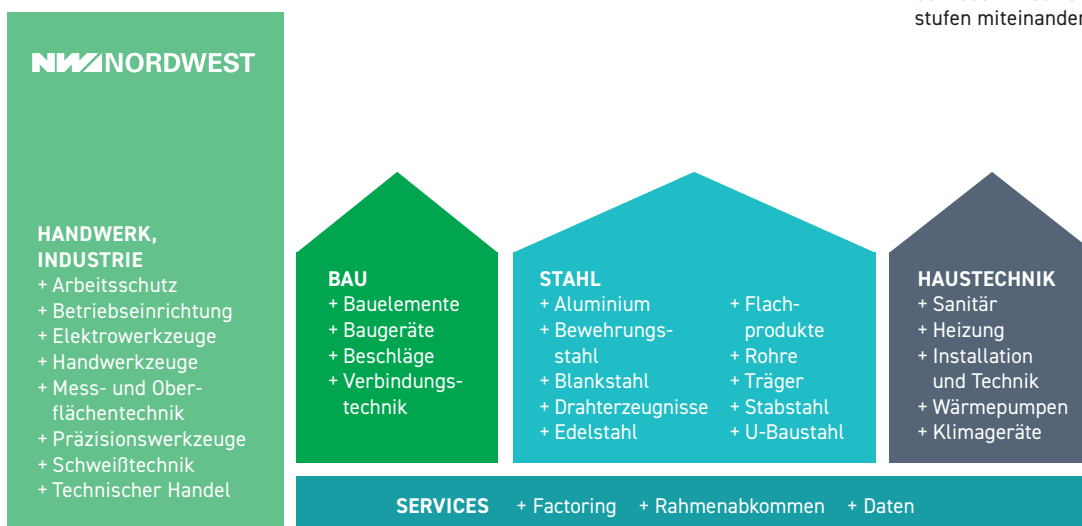 stufen miteinander
NORDWEST
HANDWERK,
INDUSTRIE
+ Arbeitsschutz
+ Betriebseinrichtung
+ Elektrowerkzeuge
+ Handwerkzeuge
+ Mess- und Ober-
flächentechnik
+ Präzisionswerkzeuge
+ Schweißtechnik
+ Technischer Handel
BAU
+ Bauelemente
+ Baugeräte
+ Beschläge
+ Verbindungs-
technik
STAHL
+ Aluminium
+ Bewehrungs-
stahl
+ Blankstahl
+ Drahterzeugnisse
+ Edelstahl
+ Flach-
produkte
+ Rohre
+ Träger
+ Stabstahl
+ U-Baustahl
HAUSTECHNIK
+ Sanitär
+ Heizung
+ Installation
und Technik
+ Wärmepumpen
+ Klimageräte
SERVICES + Factoring + Rahmenabkommen + Daten